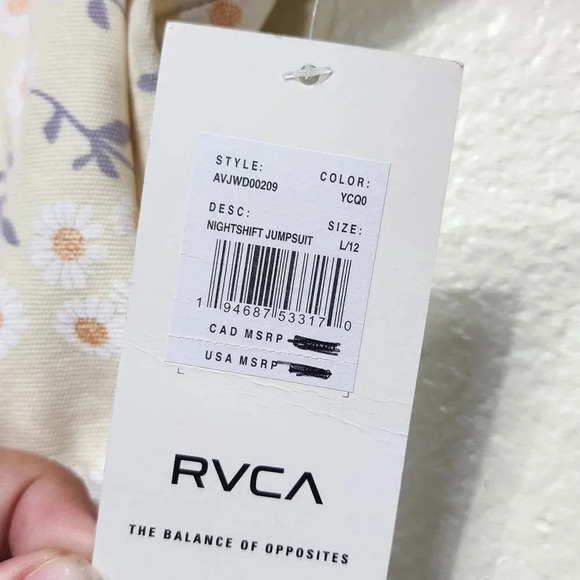 STYLE: COLOR:
AVJWD00209 YCQ0
DESC: SIZE:
NIGHTSHIFT JUMPSUIT L/12
1 94687 53317 0
CAD MSRP
USA MSRP
RVCA
THE BALANCE OF OPPOSITES